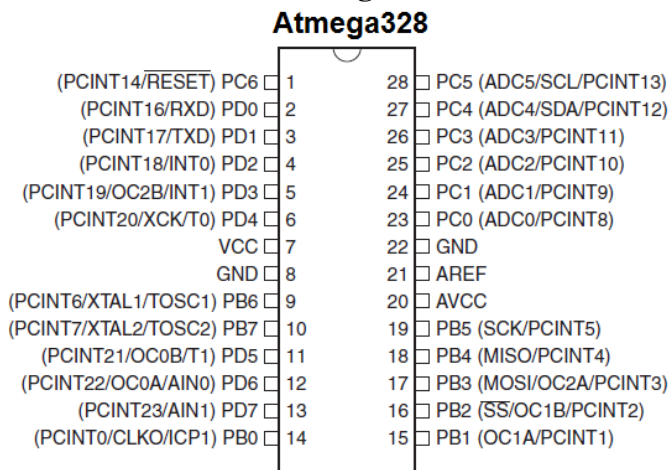 Atmega328
(PCINT14/RESET) PC6 1 28 PC5 (ADC5/SCL/PCINT13)
(PCINT16/RXD) PD0 2 27 PC4 (ADC4/SDA/PCINT12)
(PCINT17/TXD) PD1 3 26 PC3 (ADC3/PCINT11)
(PCINT18/INT0) PD2 4 25 PC2 (ADC2/PCINT10)
(PCINT19/OC2B/INT1) PD3 5 24 PC1 (ADC1/PCINT9)
(PCINT20/XCK/T0) PD4 6 23 PC0 (ADC0/PCINT8)
VCC 7 22 GND
GND 8 21 AREF
(PCINT6/XTAL1/TOSC1) PB6 9 20 AVCC
(PCINT7/XTAL2/TOSC2) PB7 10 19 PB5 (SCK/PCINT5)
(PCINT21/OC0B/T1) PD5 11 18 PB4 (MISO/PCINT4)
(PCINT22/OC0A/AIN0) PD6 12 17 PB3 (MOSI/OC2A/PCINT3)
(PCINT23/AIN1) PD7 13 16 PB2 (SS/OC1B/PCINT2)
(PCINT0/CLKO/ICP1) PB0 14 15 PB1 (OC1A/PCINT1)